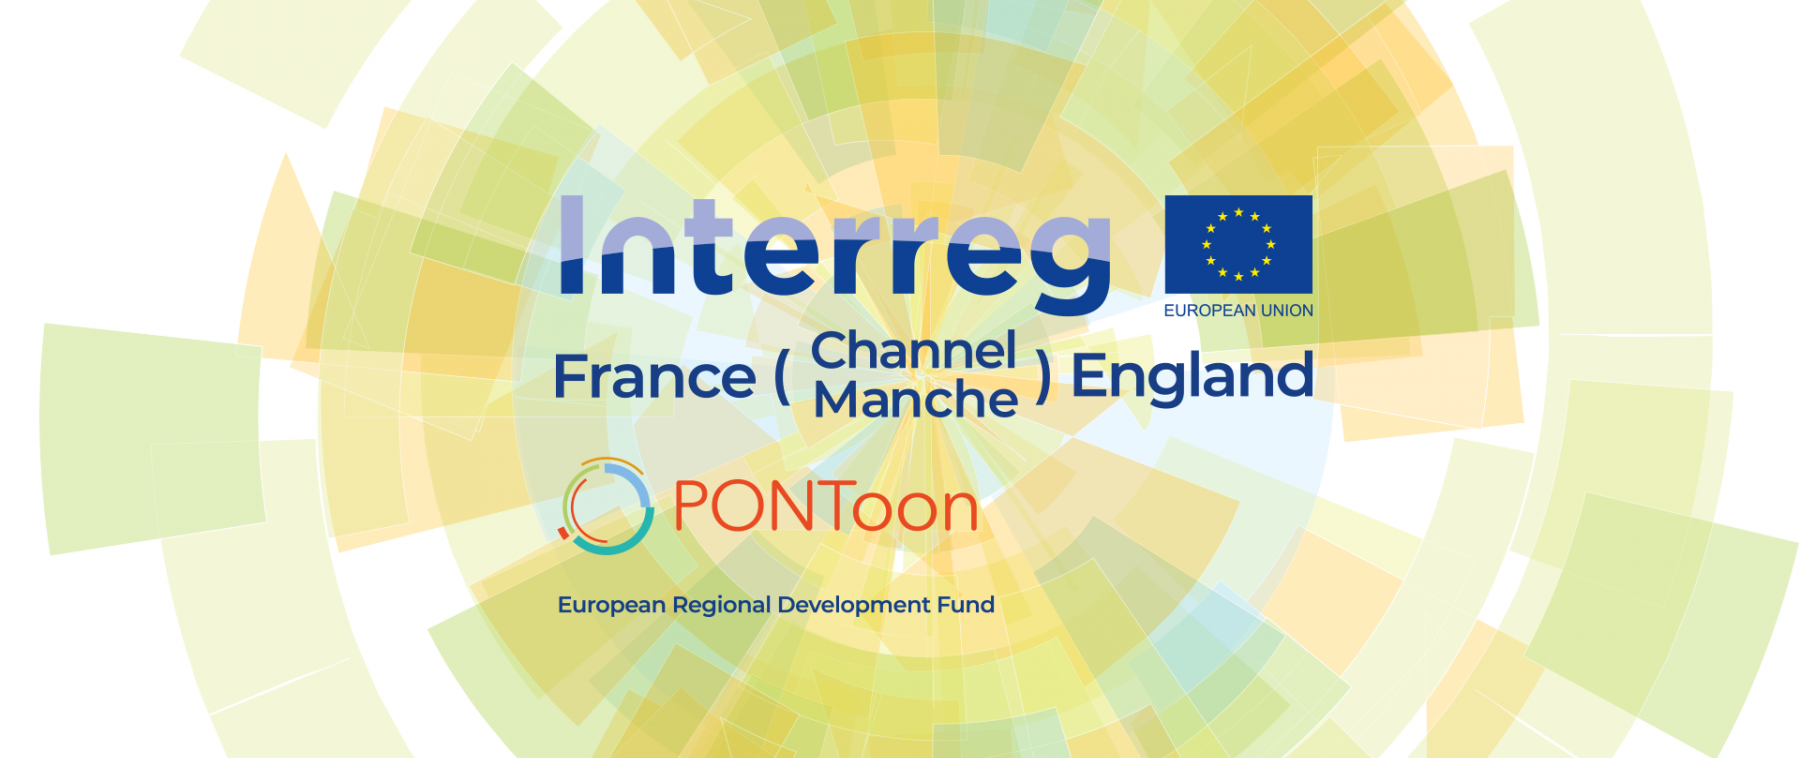 Interreg
EUROPEAN UNION
France ( Channel Manche ) England
PONToon
European Regional Development Fund